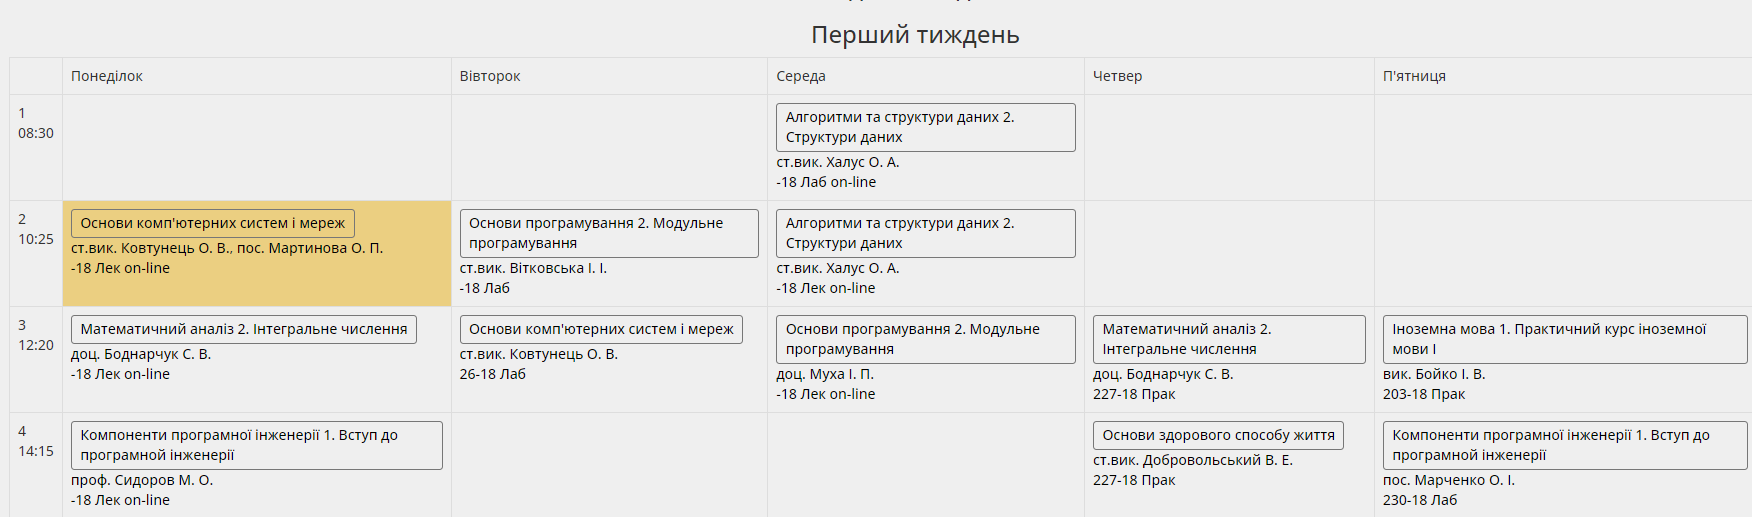 Перший тиждень
Понеділок
Вівторок
Середа
Четвер
П'ятниця
1
08:30
Алгоритми та структури даних 2.
Структури даних
ст.вик. Халус О. А.
-18 Лаб on-line
2
10:25
Основи комп'ютерних систем і мереж
ст.вик. Ковтунець О. В., пос. Мартинова О. П.
-18 Лек on-line
Основи програмування 2. Модульне
програмування
ст.вик. Вітковська І. І.
-18 Лаб
Алгоритми та структури даних 2.
Структури даних
ст.вик. Халус О. А.
-18 Лек on-line
3
12:20
Математичний аналіз 2. Інтегральне числення
доц. Боднарчук С. В.
-18 Лек on-line
Основи комп'ютерних систем і мереж
ст.вик. Ковтунець О. В.
26-18 Лаб
Основи програмування 2. Модульне
програмування
доц. Муха І. П.
-18 Лек on-line
Математичний аналіз 2.
Інтегральне числення
доц. Боднарчук С. В.
227-18 Прак
Іноземна мова 1. Практичний курс іноземної
мови І
вик. Бойко І. В.
203-18 Прак
4
14:15
Компоненти програмної інженерії 1. Вступ до
програмної інженерії
проф. Сидоров М. О.
-18 Лек on-line
Основи здорового способу життя
ст.вик. Добровольський В. Е.
227-18 Прак
Компоненти програмної інженерії 1. Вступ до
програмної інженерії
пос. Марченко О. І.
230-18 Лаб